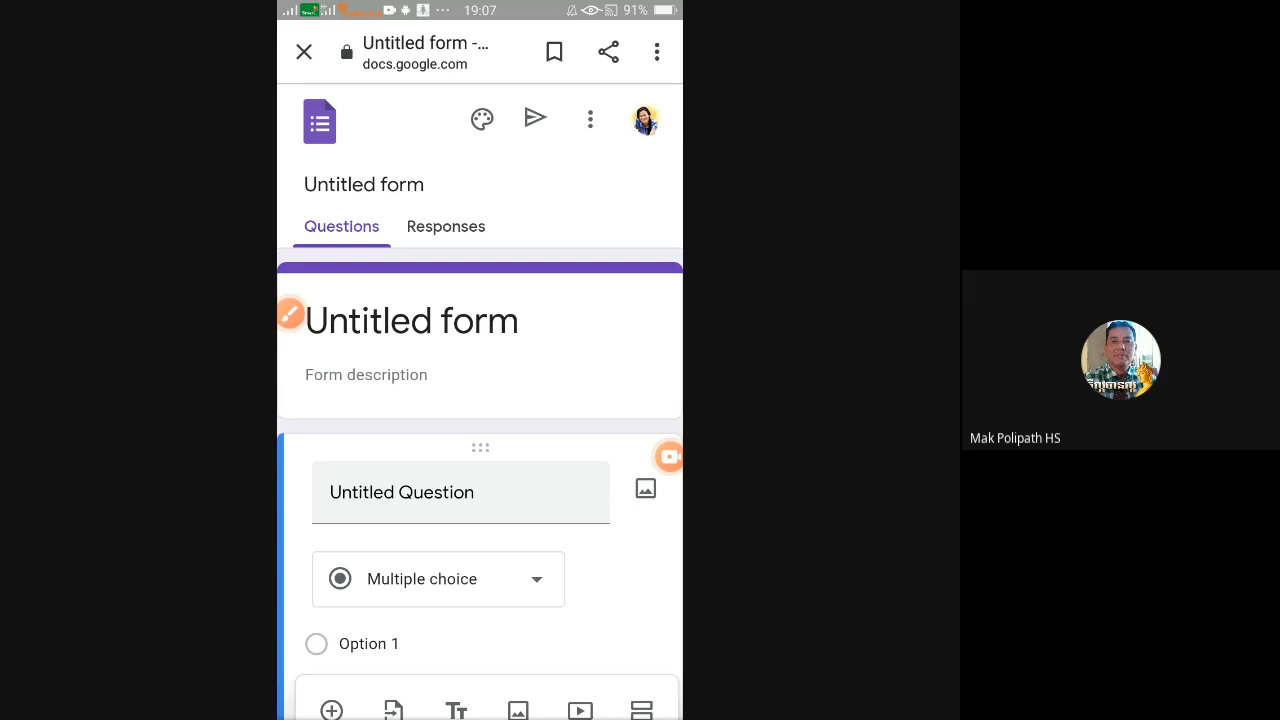 19:07
91%
Untitled form -...
docs.google.com
Untitled form
Questions
Responses
Untitled form
Form description
Untitled Question
Multiple choice
Option 1
Tт
Mak Polipath HS